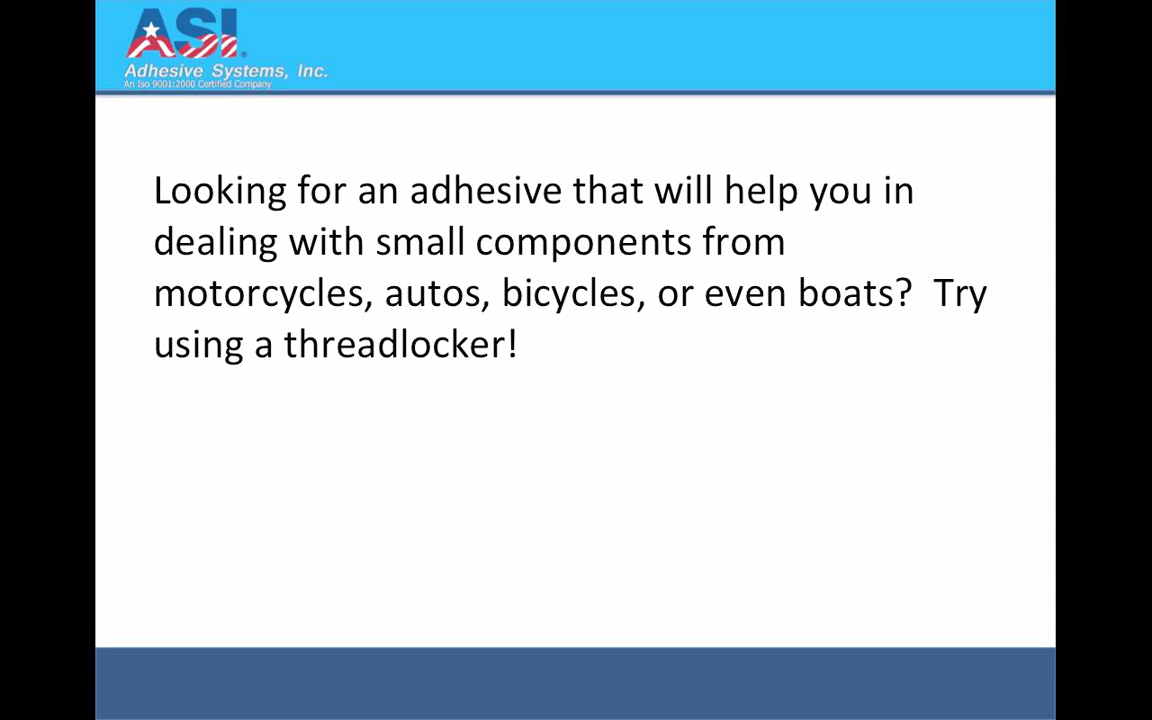 ASI
Adhesive Systems, Inc.
An Iso 9001:2000 Certified Company
Looking for an adhesive that will help you in
dealing with small components from
motorcycles, autos, bicycles, or even boats?  Try
using a threadlocker!